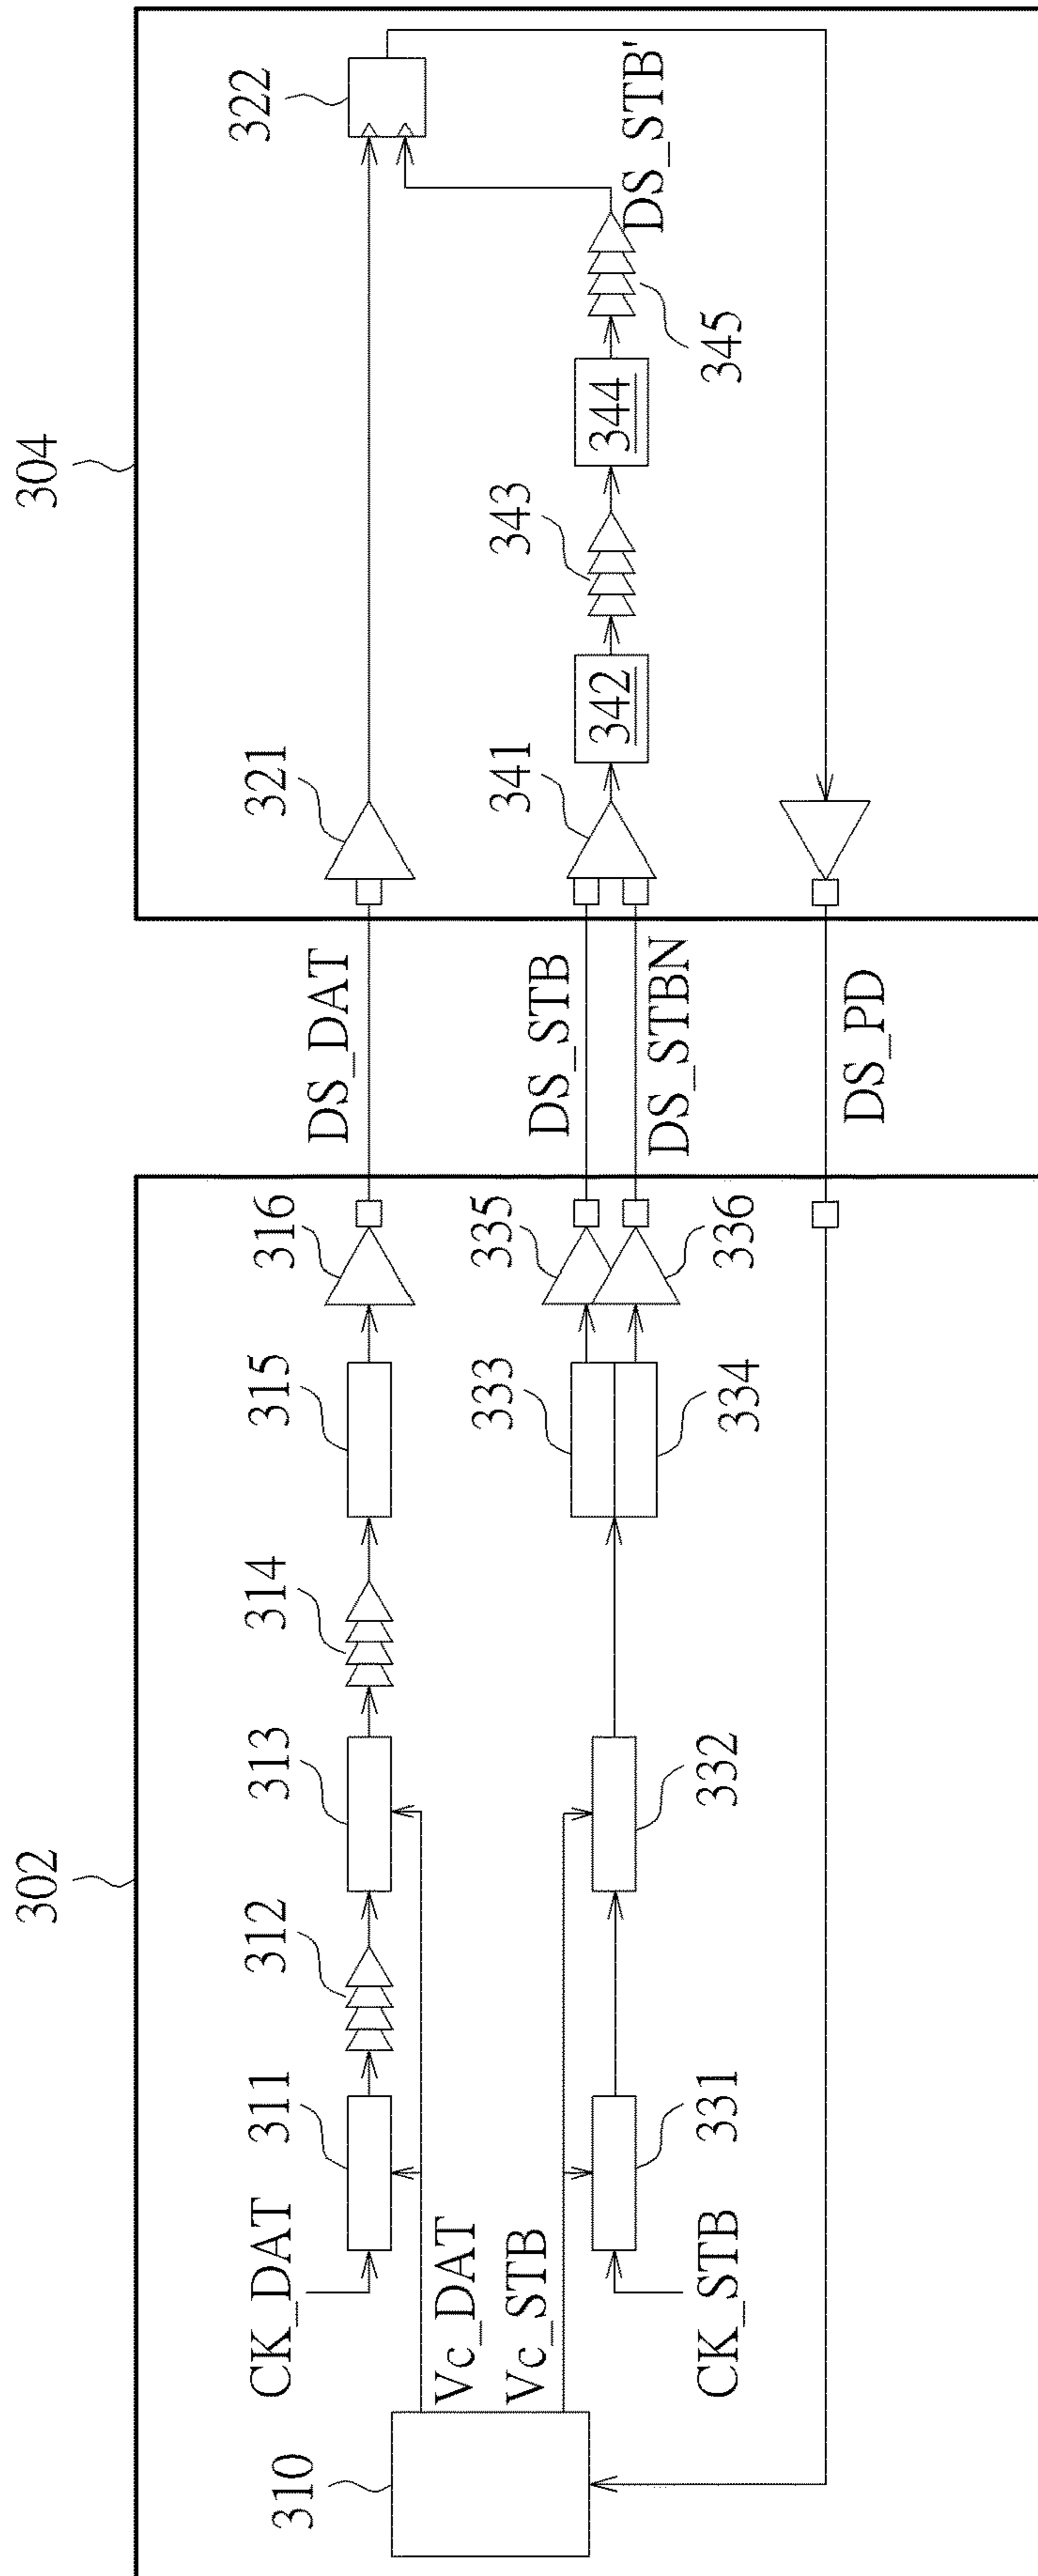 302
304
CK_DAT
311
312
313
314
315
316
DS_DAT
321
322
310
Vc_DAT
Vc_STB
333
335
DS_STB
341
343
342
344
CK_STB
331
332
334
336
DS_STBN
345
DS_STB'
DS_PD